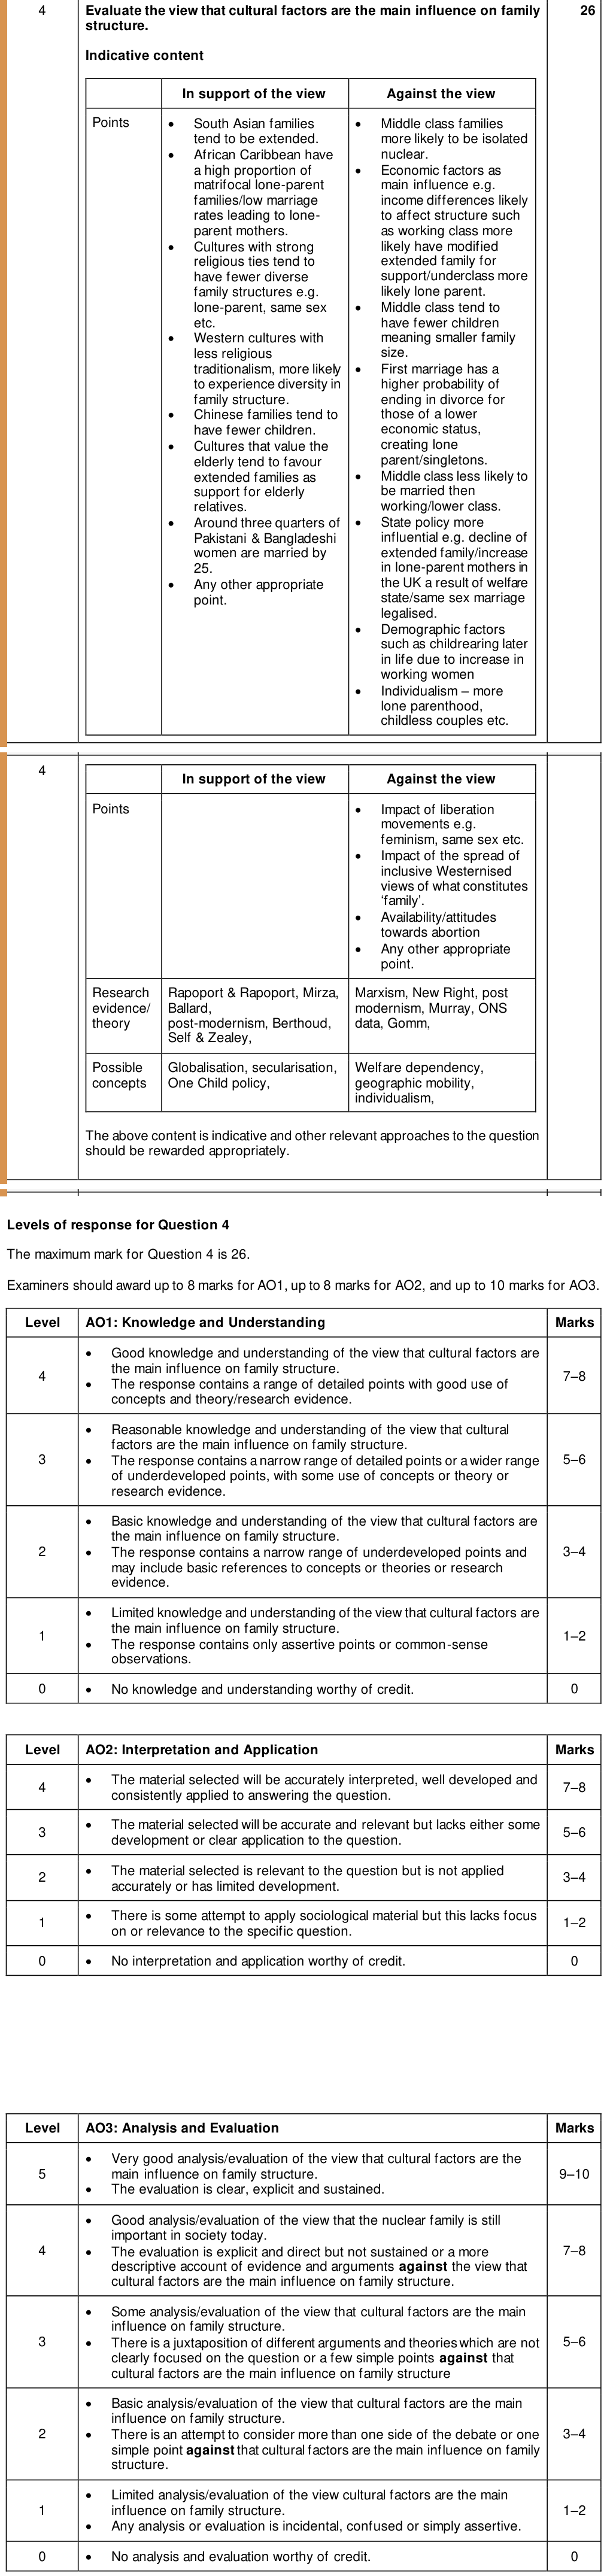 4
Evaluate the view that cultural factors are the main influence on family
structure.
26
Indicative content
In support of the view
Against the view
Points
• South Asian families
tend to be extended.
• African Caribbean have
a high proportion of
matrifocal lone-parent
families/low marriage
rates leading to lone-
parent mothers.
• Cultures with strong
religious ties tend to
have fewer diverse
family structures e.g.
lone-parent, same sex
etc.
• Western cultures with
less religious
traditionalism, more likely
to experience diversity in
family structure.
• Chinese families tend to
have fewer children.
• Cultures that value the
elderly tend to favour
extended families as
support for elderly
relatives.
• Around three quarters of
Pakistani & Bangladeshi
women are married by
25.
• Any other appropriate
point.
• Middle class families
more likely to be isolated
nuclear.
• Economic factors as
main influence e.g.
income differences likely
to affect structure such
as working class more
likely have modified
extended family for
support/underclass more
likely lone parent.
• Middle class tend to
have fewer children
meaning smaller family
size.
• First marriage has a
higher probability of
ending in divorce for
those of a lower
economic status,
creating lone
parent/singletons.
• Middle class less likely to
be married then
working/lower class.
• State policy more
influential e.g. decline of
extended family/increase
in lone-parent mothers in
the UK a result of welfare
state/same sex marriage
legalised.
• Demographic factors
such as childrearing later
in life due to increase in
working women
• Individualism – more
lone parenthood,
childless couples etc.
4
In support of the view
Against the view
Points
• Impact of liberation
movements e.g.
feminism, same sex etc.
• Impact of the spread of
inclusive Westernised
views of what constitutes
‘family’.
• Availability/attitudes
towards abortion
• Any other appropriate
point.
Research
evidence/
theory
Rapoport & Rapoport, Mirza,
Ballard,
post-modernism, Berthoud,
Self & Zealey,
Marxism, New Right, post
modernism, Murray, ONS
data, Gomm,
Possible
concepts
Globalisation, secularisation,
One Child policy,
Welfare dependency,
geographic mobility,
individualism,
The above content is indicative and other relevant approaches to the question
should be rewarded appropriately.
Levels of response for Question 4
The maximum mark for Question 4 is 26.
Examiners should award up to 8 marks for AO1, up to 8 marks for AO2, and up to 10 marks for AO3.
Level
AO1: Knowledge and Understanding
Marks
4
• Good knowledge and understanding of the view that cultural factors are
the main influence on family structure.
• The response contains a range of detailed points with good use of
concepts and theory/research evidence.
7–8
3
• Reasonable knowledge and understanding of the view that cultural
factors are the main influence on family structure.
• The response contains a narrow range of detailed points or a wider range
of underdeveloped points, with some use of concepts or theory or
research evidence.
5–6
2
• Basic knowledge and understanding of the view that cultural factors are
the main influence on family structure.
• The response contains a narrow range of underdeveloped points and
may include basic references to concepts or theories or research
evidence.
3–4
1
• Limited knowledge and understanding of the view that cultural factors are
the main influence on family structure.
• The response contains only assertive points or common-sense
observations.
1–2
0
• No knowledge and understanding worthy of credit.
0
Level
AO2: Interpretation and Application
Marks
4
• The material selected will be accurately interpreted, well developed and
consistently applied to answering the question.
7–8
3
• The material selected will be accurate and relevant but lacks either some
development or clear application to the question.
5–6
2
• The material selected is relevant to the question but is not applied
accurately or has limited development.
3–4
1
• There is some attempt to apply sociological material but this lacks focus
on or relevance to the specific question.
1–2
0
• No interpretation and application worthy of credit.
0
Level
AO3: Analysis and Evaluation
Marks
5
• Very good analysis/evaluation of the view that cultural factors are the
main influence on family structure.
• The evaluation is clear, explicit and sustained.
9–10
4
• Good analysis/evaluation of the view that the nuclear family is still
important in society today.
• The evaluation is explicit and direct but not sustained or a more
descriptive account of evidence and arguments against the view that
cultural factors are the main influence on family structure.
7–8
3
• Some analysis/evaluation of the view that cultural factors are the main
influence on family structure.
• There is a juxtaposition of different arguments and theories which are not
clearly focused on the question or a few simple points against that
cultural factors are the main influence on family structure
5–6
2
• Basic analysis/evaluation of the view that cultural factors are the main
influence on family structure.
• There is an attempt to consider more than one side of the debate or one
simple point against that cultural factors are the main influence on family
structure.
3–4
1
• Limited analysis/evaluation of the view cultural factors are the main
influence on family structure.
• Any analysis or evaluation is incidental, confused or simply assertive.
1–2
0
• No analysis and evaluation worthy of credit.
0